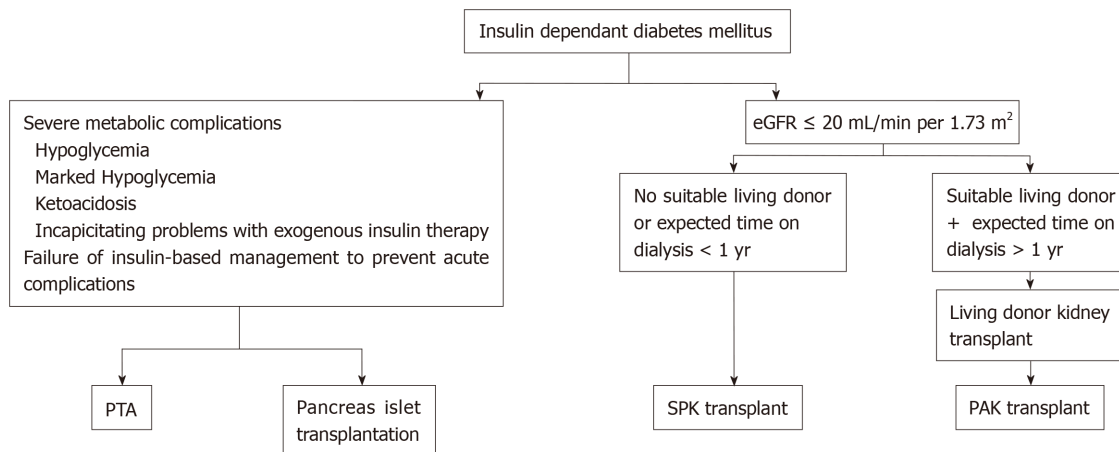 Insulin dependant diabetes mellitus
Severe metabolic complications
Hypoglycemia
Marked Hypoglycemia
Ketoacidosis
Incapicitating problems with exogenous insulin therapy
Failure of insulin-based management to prevent acute
complications
PTA
Pancreas islet
transplantation
eGFR ≤ 20 mL/min per 1.73 m²
No suitable living donor
or expected time on
dialysis < 1 yr
SPK transplant
Suitable living donor
+ expected time on
dialysis > 1 yr
Living donor kidney
transplant
PAK transplant